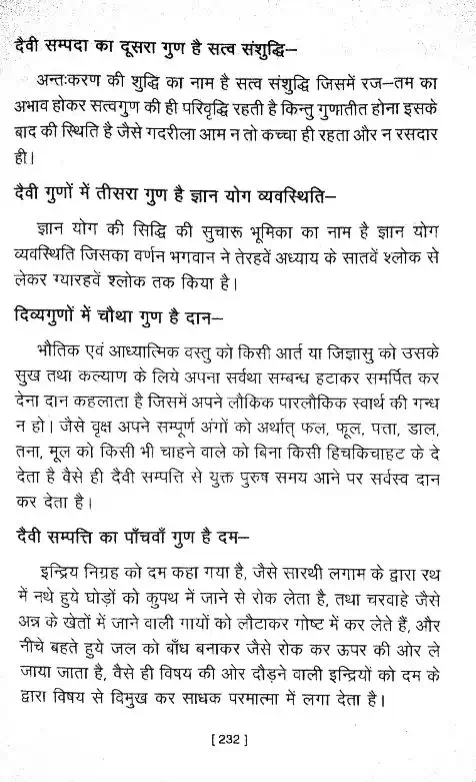 दैवी सम्पदा का दूसरा गुण है सत्व संशुद्धि–
अन्तःकरण की शुद्धि का नाम है सत्व संशुद्धि जिसमें रज–तम का
अभाव होकर सत्वगुण की ही परिवृद्धि रहती है किन्तु गुणातीत होना इसके
बाद की स्थिति है जैसे गदरीला आम न तो कच्चा ही रहता और न रसदार
ही।
दैवी गुणों में तीसरा गुण है ज्ञान योग व्यवस्थिति–
ज्ञान योग की सिद्धि की सुचारू भूमिका का नाम है ज्ञान योग
व्यवस्थिति जिसका वर्णन भगवान ने तेरहवें अध्याय के सातवें श्लोक से
लेकर ग्यारहवें श्लोक तक किया है।
दिव्यगुणों में चौथा गुण है दान–
भौतिक एवं आध्यात्मिक वस्तु को किसी आर्त या जिज्ञासु को उसके
सुख तथा कल्याण के लिये अपना सर्वथा सम्बन्ध हटाकर समर्पित कर
देना दान कहलाता है जिसमें अपने लौकिक पारलौकिक स्वार्थ की गन्ध
न हो। जैसे वृक्ष अपने सम्पूर्ण अंगों को अर्थात् फल, फूल, पत्ता, डाल,
तना, मूल को किसी भी चाहने वाले को बिना किसी हिचकिचाहट के दे
देता है वैसे ही दैवी सम्पत्ति से युक्त पुरुष समय आने पर सर्वस्व दान
कर देता है।
दैवी सम्पत्ति का पाँचवाँ गुण है दम–
इन्द्रिय निग्रह को दम कहा गया है, जैसे सारथी लगाम के द्वारा रथ
में नधे हुये घोड़ों को कुपथ में जाने से रोक लेता है, तथा चरवाहे जैसे
अन्न के खेतों में जाने वाली गायों को लौटाकर गोष्ट में कर लेते हैं, और
नीचे बहते हुये जल को बाँध बनाकर जैसे रोक कर ऊपर की ओर ले
जाया जाता है, वैसे ही विषय की ओर दौड़ने वाली इन्द्रियों को दम के
द्वारा विषय से विमुख कर साधक परमात्मा में लगा देता है।
[ 232 ]